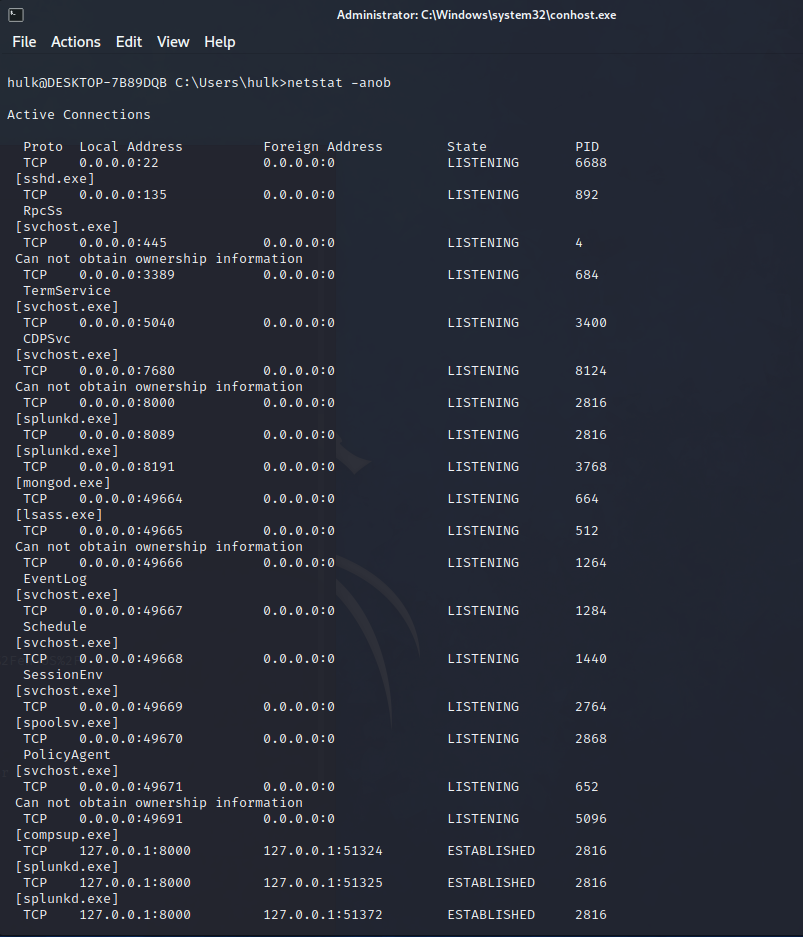 Administrator: C:\Windows\system32\conhost.exe
File Actions Edit View Help
hulk@DESKTOP-7B89DQB C:\Users\hulk>netstat -anob
Active Connections
Proto Local Address Foreign Address State PID
TCP 0.0.0.0:22 0.0.0.0:0 LISTENING 6688
[sshd.exe]
TCP 0.0.0.0:135 0.0.0.0:0 LISTENING 892
RpcSs
[svchost.exe]
TCP 0.0.0.0:445 0.0.0.0:0 LISTENING 4
Can not obtain ownership information
TCP 0.0.0.0:3389 0.0.0.0:0 LISTENING 684
TermService
[svchost.exe]
TCP 0.0.0.0:5040 0.0.0.0:0 LISTENING 3400
CDPSvc
[svchost.exe]
TCP 0.0.0.0:7680 0.0.0.0:0 LISTENING 8124
Can not obtain ownership information
TCP 0.0.0.0:8000 0.0.0.0:0 LISTENING 2816
[splunkd.exe]
TCP 0.0.0.0:8089 0.0.0.0:0 LISTENING 2816
[splunkd.exe]
TCP 0.0.0.0:8191 0.0.0.0:0 LISTENING 3768
[mongod.exe]
TCP 0.0.0.0:49664 0.0.0.0:0 LISTENING 664
[lsass.exe]
TCP 0.0.0.0:49665 0.0.0.0:0 LISTENING 512
Can not obtain ownership information
TCP 0.0.0.0:49666 0.0.0.0:0 LISTENING 1264
EventLog
[svchost.exe]
TCP 0.0.0.0:49667 0.0.0.0:0 LISTENING 1284
Schedule
[svchost.exe]
TCP 0.0.0.0:49668 0.0.0.0:0 LISTENING 1440
SessionEnv
[svchost.exe]
TCP 0.0.0.0:49669 0.0.0.0:0 LISTENING 2764
[spoolsv.exe]
TCP 0.0.0.0:49670 0.0.0.0:0 LISTENING 2868
PolicyAgent
[svchost.exe]
TCP 0.0.0.0:49671 0.0.0.0:0 LISTENING 652
Can not obtain ownership information
TCP 0.0.0.0:49691 0.0.0.0:0 LISTENING 5096
[compsup.exe]
TCP 127.0.0.1:8000 127.0.0.1:51324 ESTABLISHED 2816
[splunkd.exe]
TCP 127.0.0.1:8000 127.0.0.1:51325 ESTABLISHED 2816
[splunkd.exe]
TCP 127.0.0.1:8000 127.0.0.1:51372 ESTABLISHED 2816